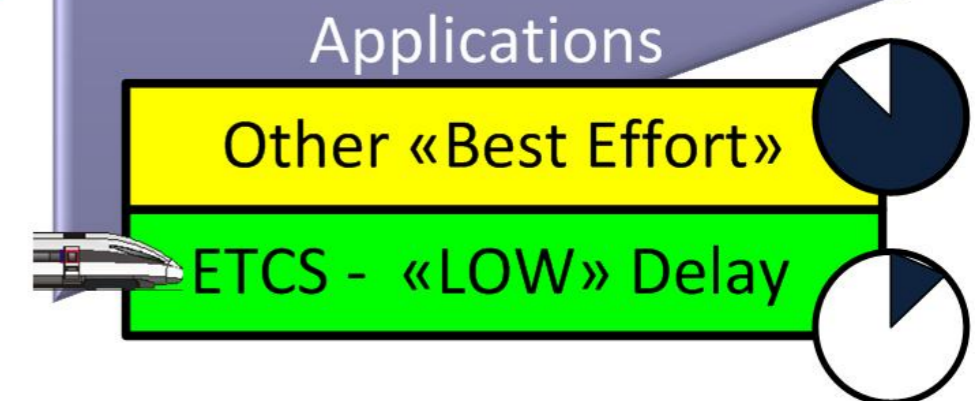 Applications
Other «Best Effort»
ETCS - «LOW» Delay